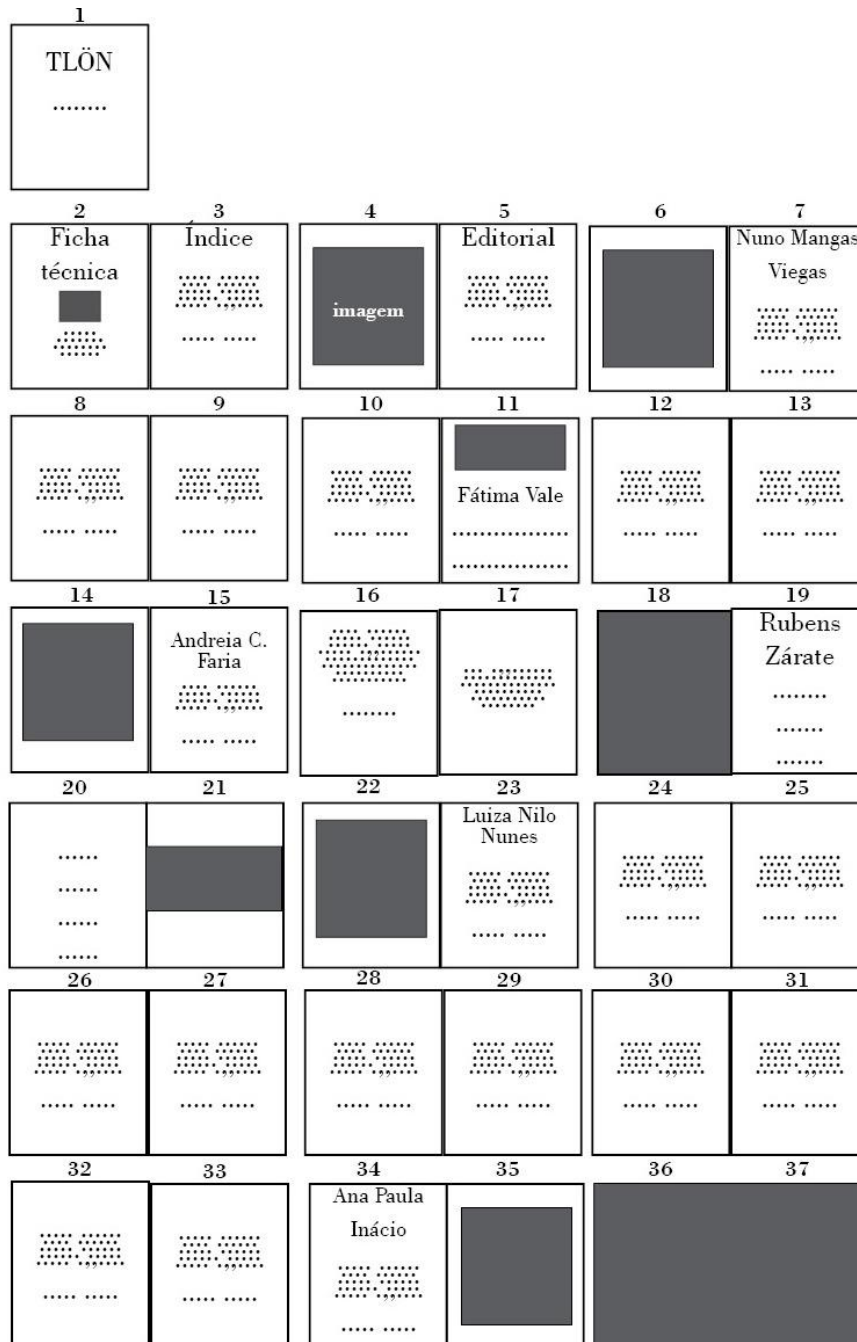 1
TLÖN
2 3 4 5 6 7
Ficha
técnica
Índice
imagem
Editorial
Nuno Mangas
Viegas
8 9 10 11 12 13
Fátima Vale
14 15 16 17 18 19
Andreia C.
Faria
Rubens
Zárate
20 21 22 23 24 25
Luiza Nilo
Nunes
26 27 28 29 30 31
32 33 34 35 36 37
Ana Paula
Inácio